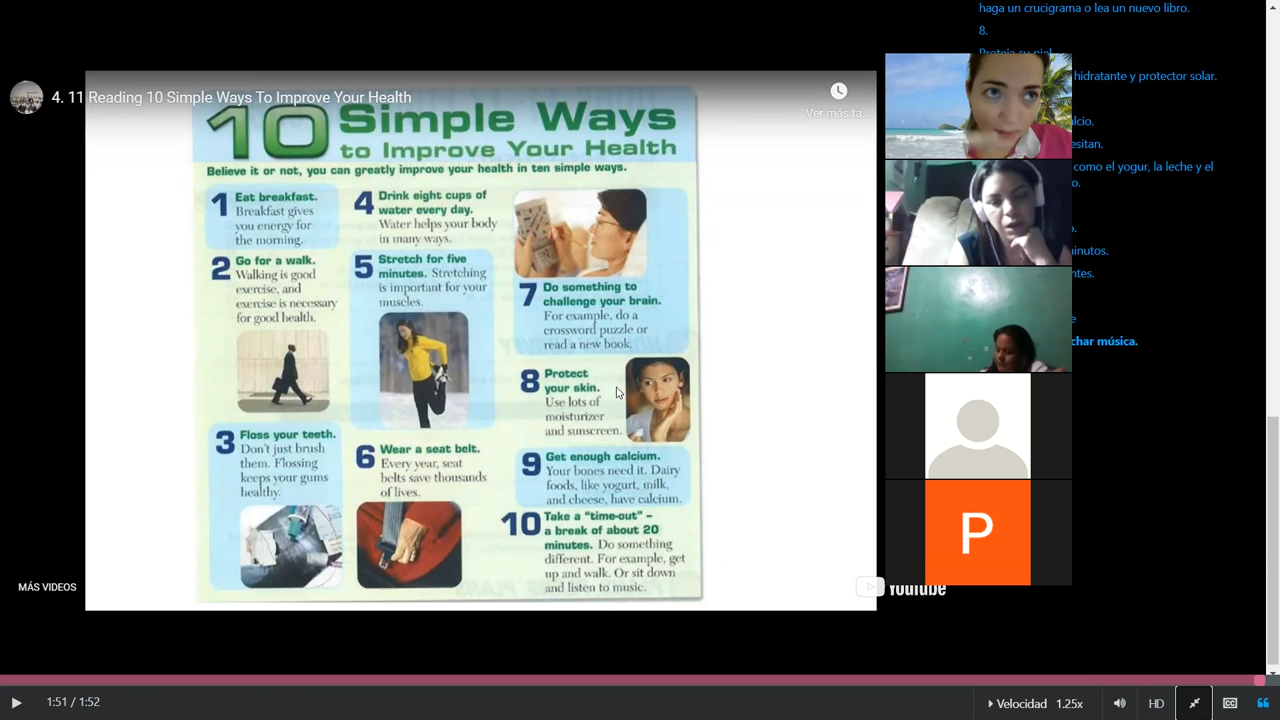 haga un crucigrama o lea un nuevo libro.
8.
Proteja su piel
hidratante y protector solar.
lcio.
esitan.
como el yogur, la leche y el
o.
o.
inutos.
ntes.
e
char música.
4. 11 Reading 10 Simple Ways To Improve Your Health
Ver más ta...
10 Simple Ways
to Improve Your Health
Believe it or not, you can greatly improve your health in ten simple ways.
1 Eat breakfast.
Breakfast gives
you energy for
the morning.
2 Go for a walk.
Walking is good
exercise, and
exercise is necessary
for good health.
3 Floss your teeth.
Don't just brush
them. Flossing
keeps your gums
healthy.
4 Drink eight cups of
water every day.
Water helps your body
in many ways.
5 Stretch for five
minutes. Stretching
is important for your
muscles.
6 Wear a seat belt.
Every year, seat
belts save thousands
of lives.
7 Do something to
challenge your brain.
For example, do a
crossword puzzle or
read a new book.
8 Protect
your skin.
Use lots of
moisturizer
and sunscreen.
9 Get enough calcium.
Your bones need it. Dairy
foods, like yogurt, milk,
and cheese, have calcium.
10 Take a "time-out" –
a break of about 20
minutes. Do something
different. For example, get
up and walk. Or sit down
and listen to music.
MÁS VIDEOS
YouTube
P
1:51 / 1:52
Velocidad 1.25x
HD
CC